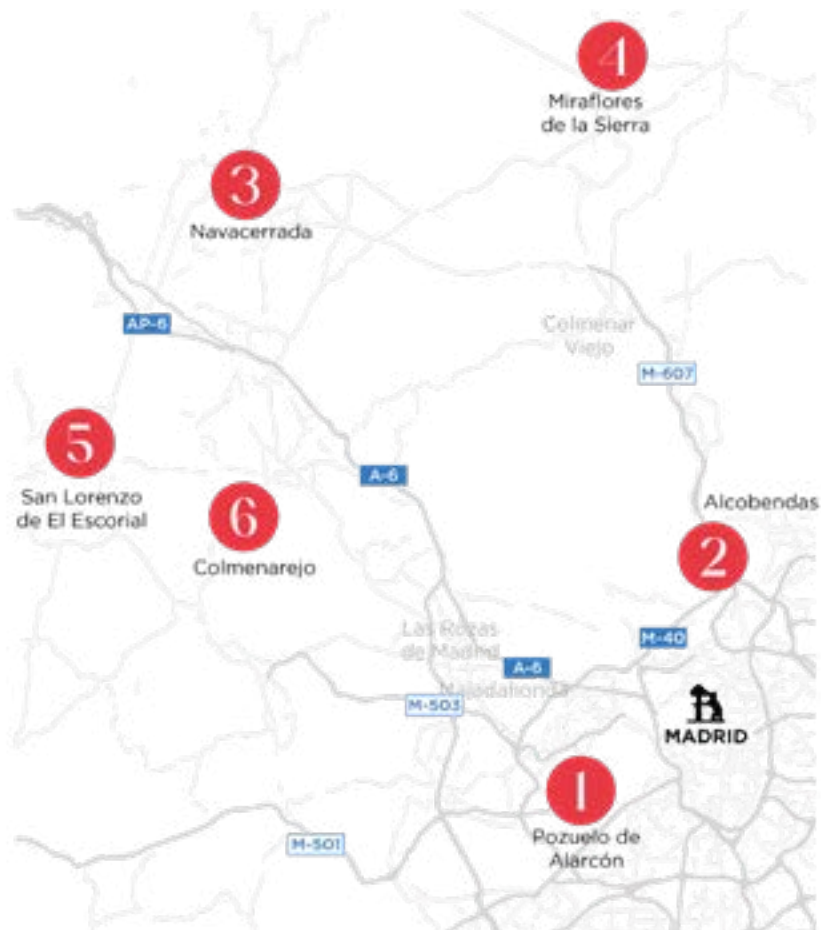 4
Miraflores
de la Sierra
3
Navacerrada
AP-6
Colmenar
Viejo
M-607
5
San Lorenzo
de El Escorial
A-6
6
Colmenarejo
Alcobendas
2
Las Rozas
de Madrid
M-40
A-6
Majadahonda
M-503
MADRID
1
Pozuelo de
Alarcón
M-501